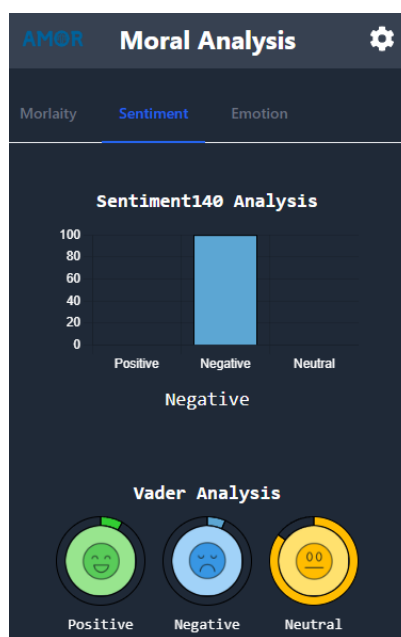 AMOR Moral Analysis
Morlaity Sentiment Emotion
Sentiment140 Analysis
100
80
60
40
20
0
Positive Negative Neutral
Negative
Vader Analysis
Positive Negative Neutral